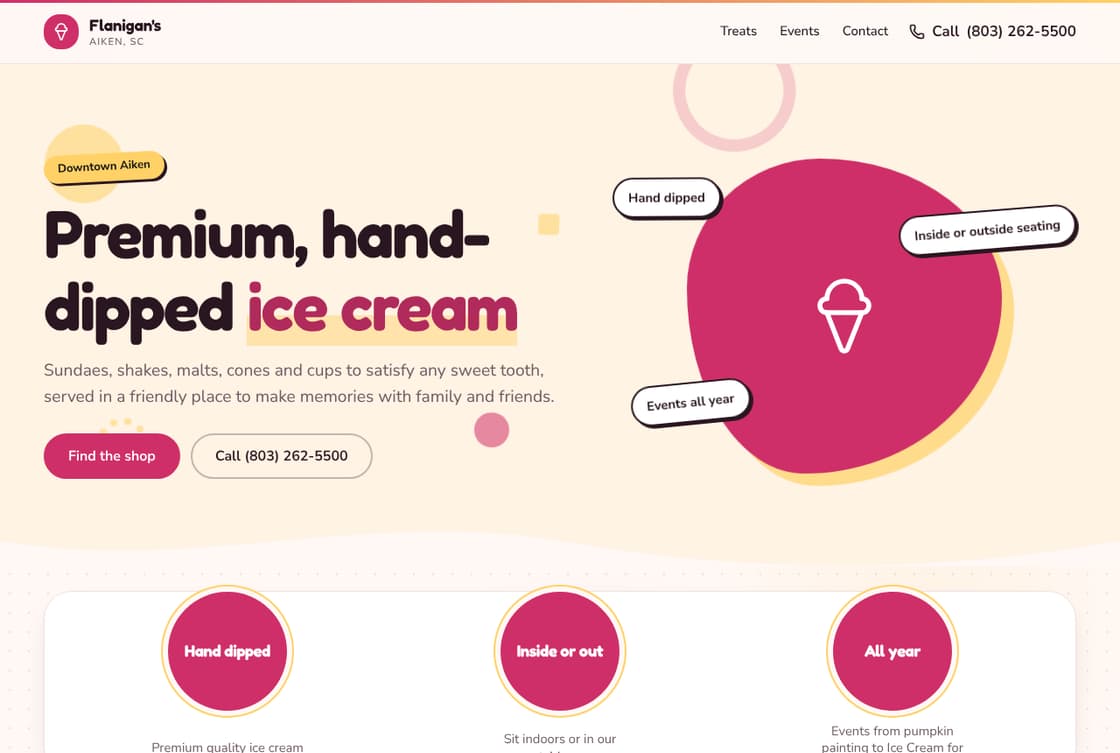 Flanigan's
AIKEN, SC
Treats
Events
Contact
Call (803) 262-5500
Downtown Aiken
Premium, hand-
dipped ice cream
Sundaes, shakes, malts, cones and cups to satisfy any sweet tooth,
served in a friendly place to make memories with family and friends.
Find the shop
Call (803) 262-5500
Hand dipped
Inside or outside seating
Events all year
Hand dipped
Premium quality ice cream
Inside or out
Sit indoors or in our
All year
Events from pumpkin
painting to Ice Cream for